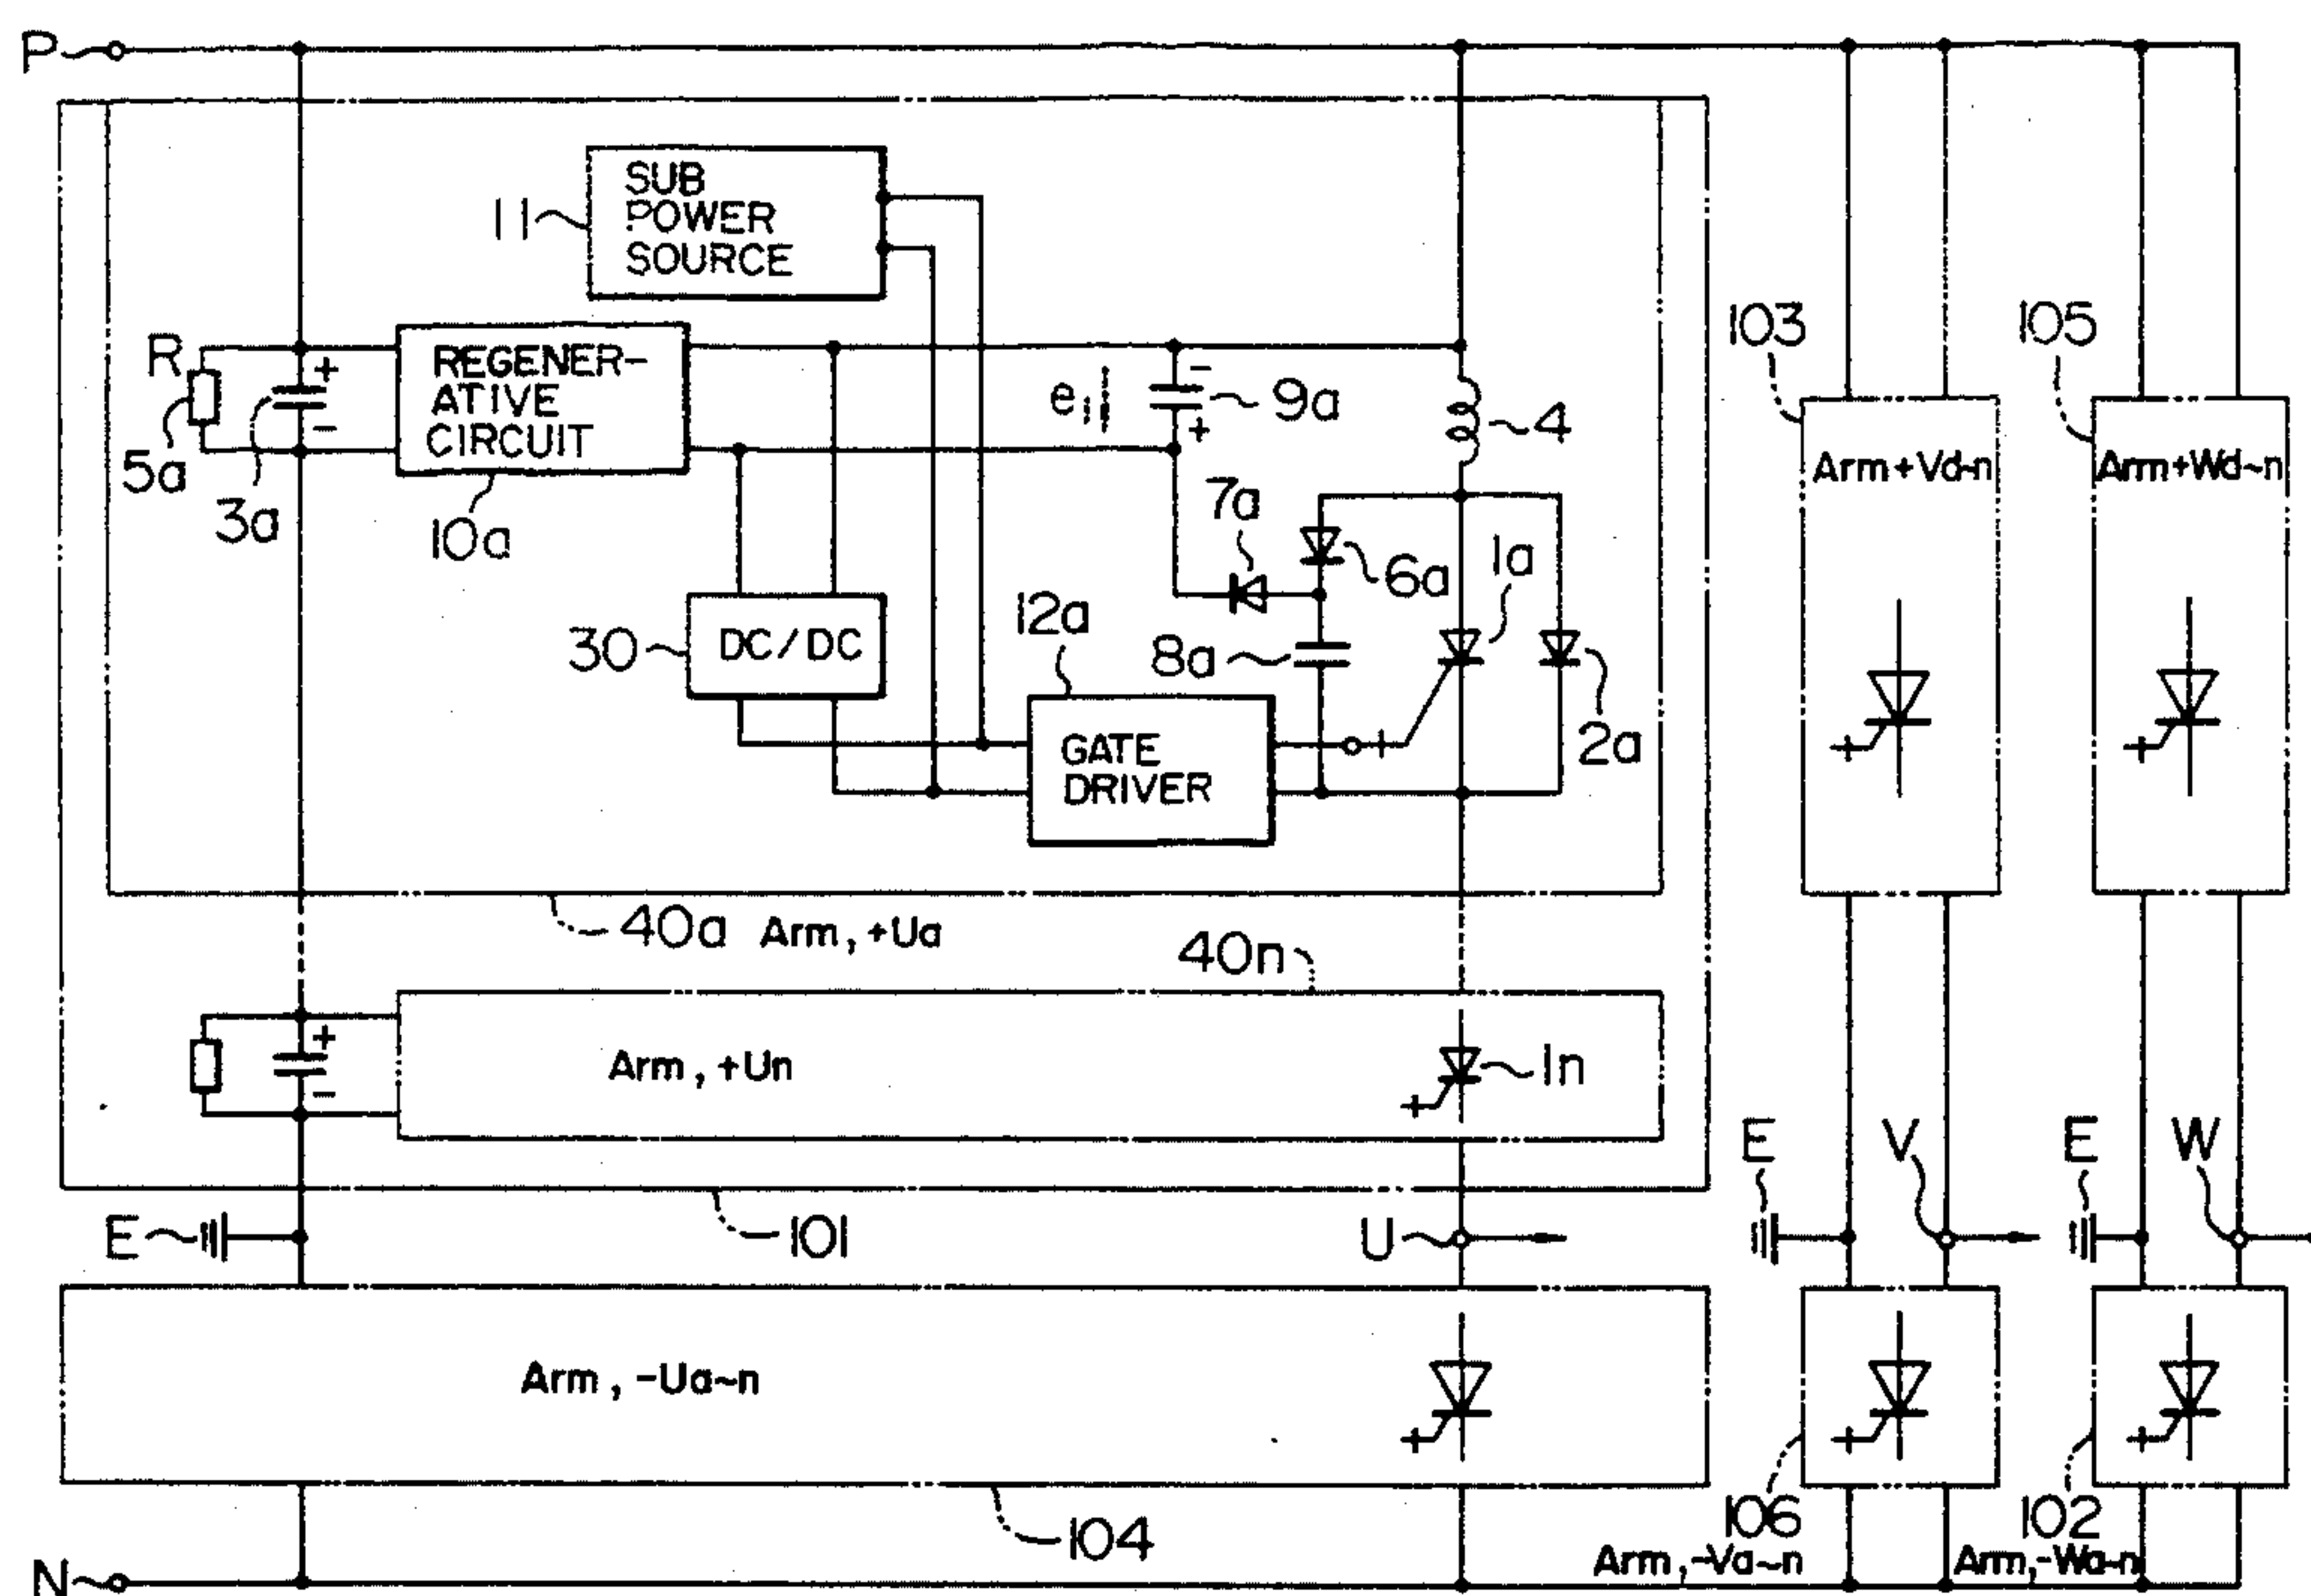 P
SUB
POWER
SOURCE
11
R
+
-
5a
3a
REGENER-
ATIVE
CIRCUIT
10a
e11
-
+
9a
4
7a
6a
1a
2a
8a
12a
30
DC/DC
GATE
DRIVER
+
103
Arm+Vd~n
+
105
Arm+Wd~n
+
40a Arm, +Ua
40n
+
-
Arm, +Un
1n
+
E
101
U
E
V
E
W
Arm, -Ua~n
+
+
+
104
106
102
Arm,-Va~n
Arm,-Wa~n
N